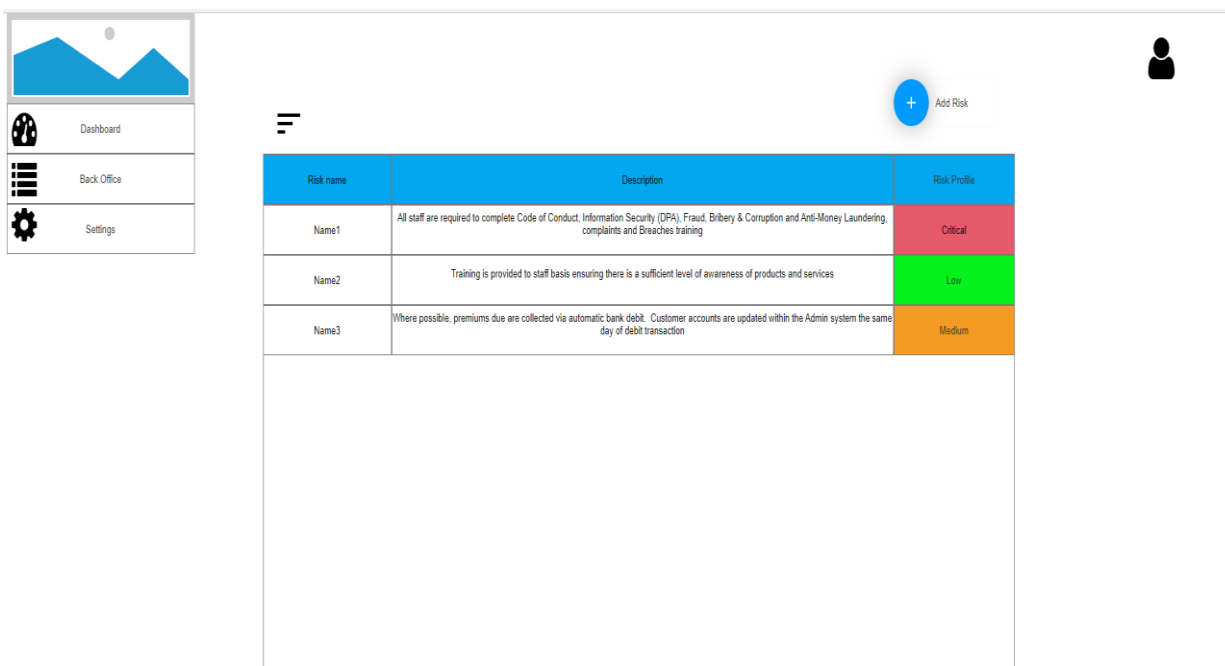 Add Risk
Dashboard
Back Office
Settings
Risk name
Description
Risk Profile
Name1
All staff are required to complete Code of Conduct, Information Security (DPA), Fraud, Bribery & Corruption and Anti-Money Laundering,
complaints and Breaches training
Critical
Name2
Training is provided to staff basis ensuring there is a sufficient level of awareness of products and services
Low
Name3
Where possible, premiums due are collected via automatic bank debit. Customer accounts are updated within the Admin system the same
day of debit transaction
Medium